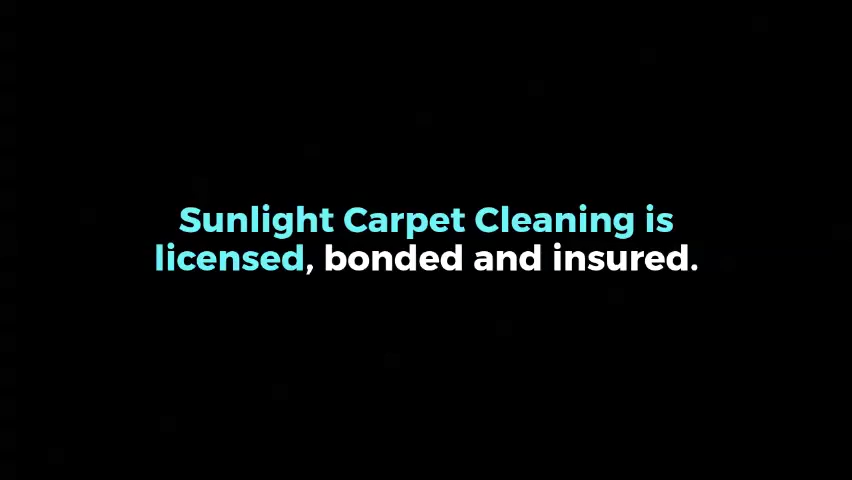 Sunlight Carpet Cleaning is
licensed, bonded and insured.